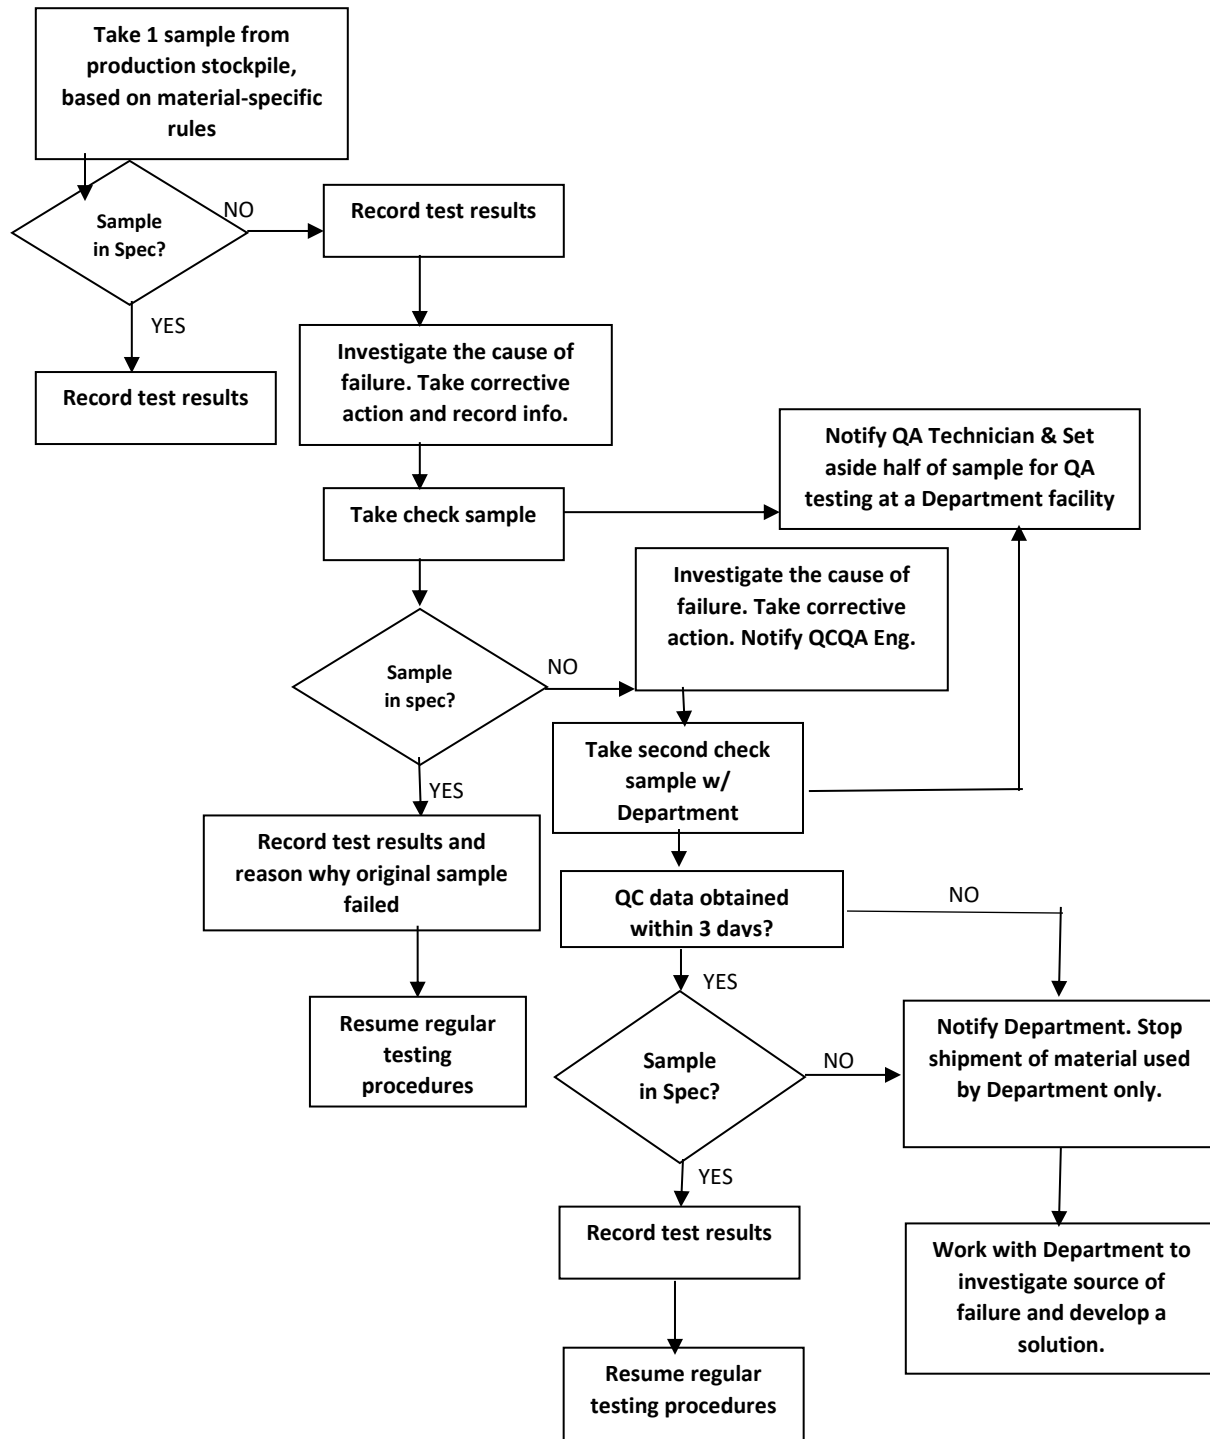 Take 1 sample from
production stockpile,
based on material-specific
rules
Sample
in Spec?
NO
Record test results
YES
Record test results
Investigate the cause of
failure. Take corrective
action and record info.
Take check sample
Notify QA Technician & Set
aside half of sample for QA
testing at a Department facility
Sample
in spec?
NO
Investigate the cause of
failure. Take corrective
action. Notify QCQA Eng.
YES
Record test results and
reason why original sample
failed
Resume regular
testing
procedures
Take second check
sample w/
Department
QC data obtained
within 3 days?
NO
YES
Sample
in Spec?
NO
Notify Department. Stop
shipment of material used
by Department only.
YES
Record test results
Work with Department to
investigate source of
failure and develop a
solution.
Resume regular
testing procedures